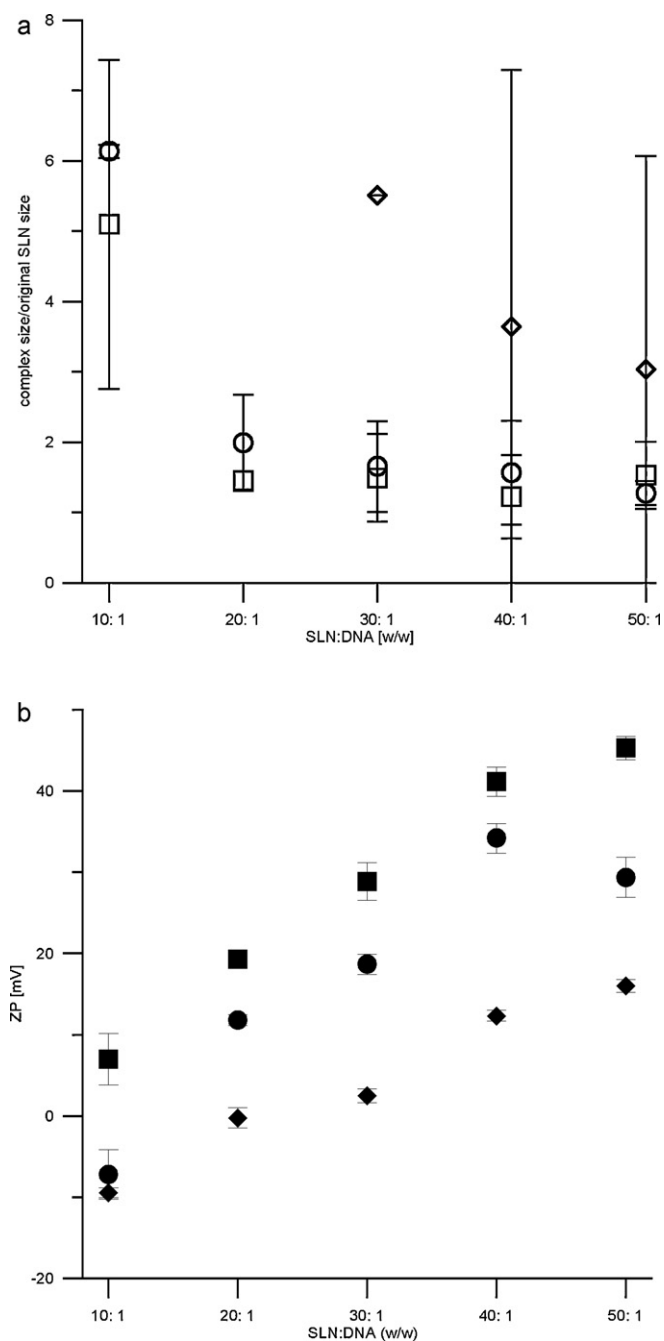 a
8
6
4
2
0
complex size/original SLN size
10: 1 20: 1 30: 1 40: 1 50: 1
SLN:DNA [w/w]
b
40
20
0
-20
ZP [mV]
10: 1 20: 1 30: 1 40: 1 50: 1
SLN:DNA (w/w)